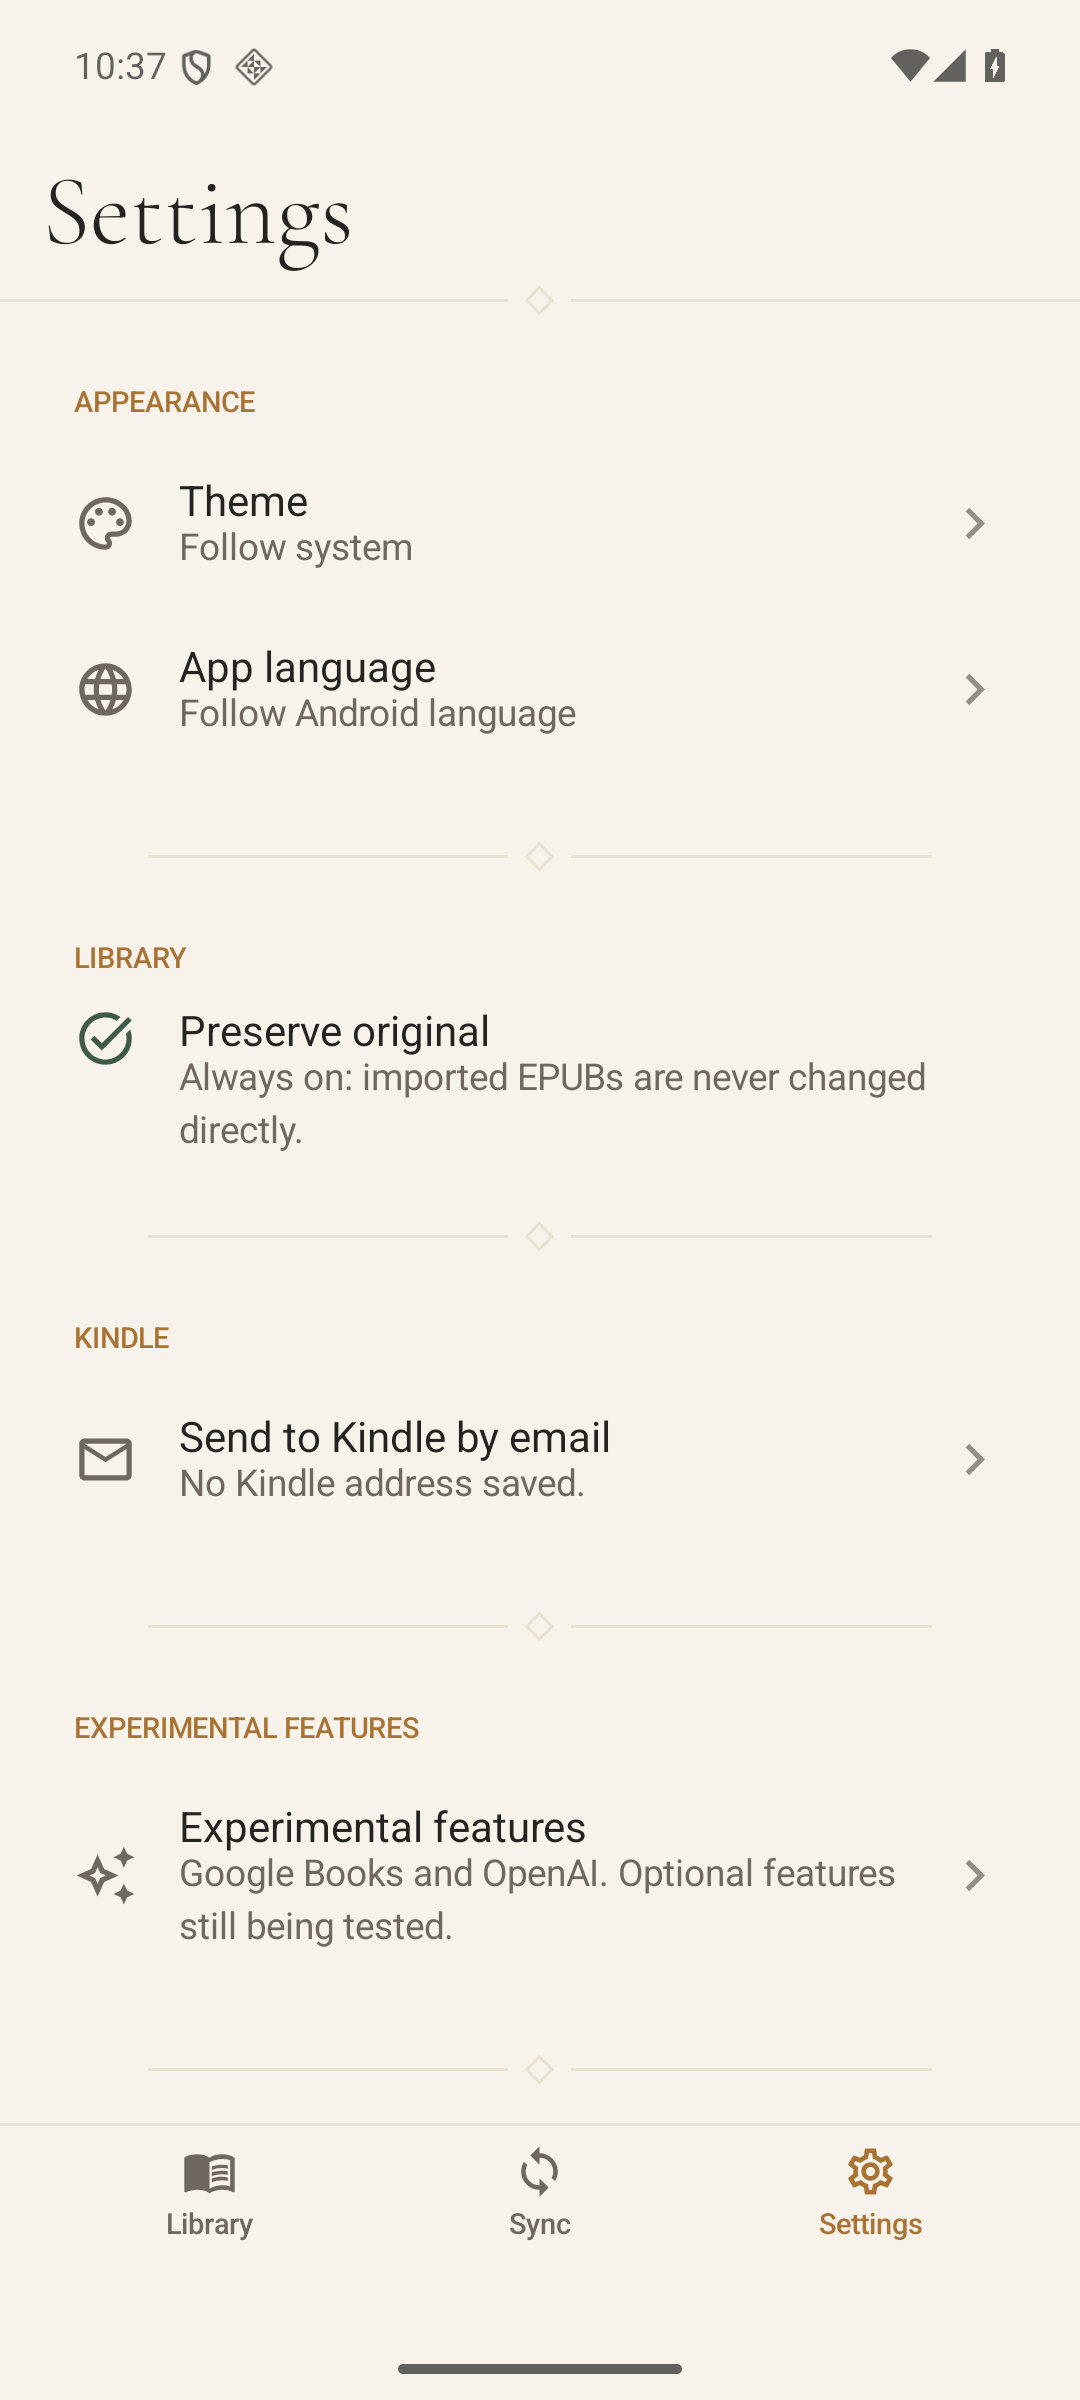 10:37
Settings
APPEARANCE
Theme
Follow system
App language
Follow Android language
LIBRARY
Preserve original
Always on: imported EPUBs are never changed
directly.
KINDLE
Send to Kindle by email
No Kindle address saved.
EXPERIMENTAL FEATURES
Experimental features
Google Books and OpenAI. Optional features
still being tested.
Library
Sync
Settings